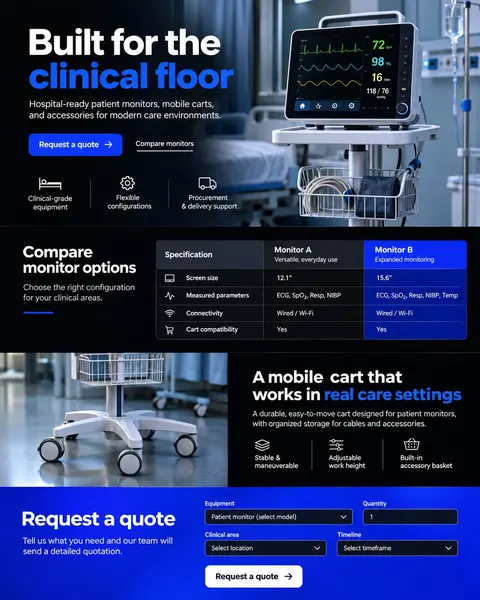 Built for the
clinical floor
Hospital-ready patient monitors, mobile carts,
and accessories for modern care environments.
Request a quote →
Compare monitors
Clinical-grade
equipment
Flexible
configurations
Procurement
& delivery support
72
98
16
118 / 76
Compare
monitor options
Choose the right configuration
for your clinical areas.
Specification
Monitor A
Versatile, everyday use
Monitor B
Expanded monitoring
Screen size
12.1"
15.6"
Measured parameters
ECG, SpO₂, Resp, NIBP
ECG, SpO₂, Resp, NIBP, Temp
Connectivity
Wired / Wi-Fi
Wired / Wi-Fi
Cart compatibility
Yes
Yes
A mobile cart that
works in real care settings
A durable, easy-to-move cart designed for patient monitors,
with organized storage for cables and accessories.
Stable &
maneuverable
Adjustable
work height
Built-in
accessory basket
Request a quote
Tell us what you need and our team will
send a detailed quotation.
Equipment
Patient monitor (select model)
Quantity
1
Clinical area
Select location
Timeline
Select timeframe
Request a quote →